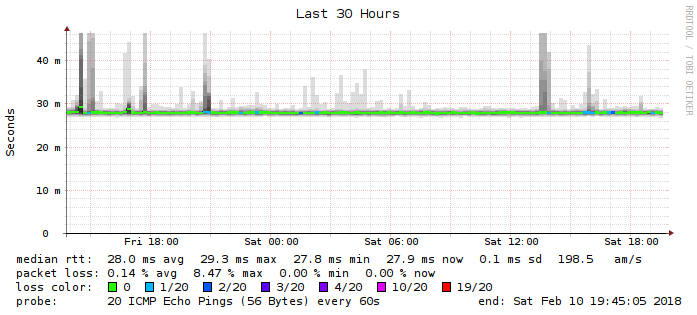 Last 30 Hours
RRDTOOL / TOBI OETIKER
Seconds
40 m
30 m
20 m
10 m
0
Fri 18:00 Sat 00:00 Sat 06:00 Sat 12:00 Sat 18:00
median rtt: 28.0 ms avg 29.3 ms max 27.8 ms min 27.9 ms now 0.1 ms sd 198.5 am/s
packet loss: 0.14 % avg 8.47 % max 0.00 % min 0.00 % now
loss color: 0 1/20 2/20 3/20 4/20 10/20 19/20
probe: 20 ICMP Echo Pings (56 Bytes) every 60s end: Sat Feb 10 19:45:05 2018